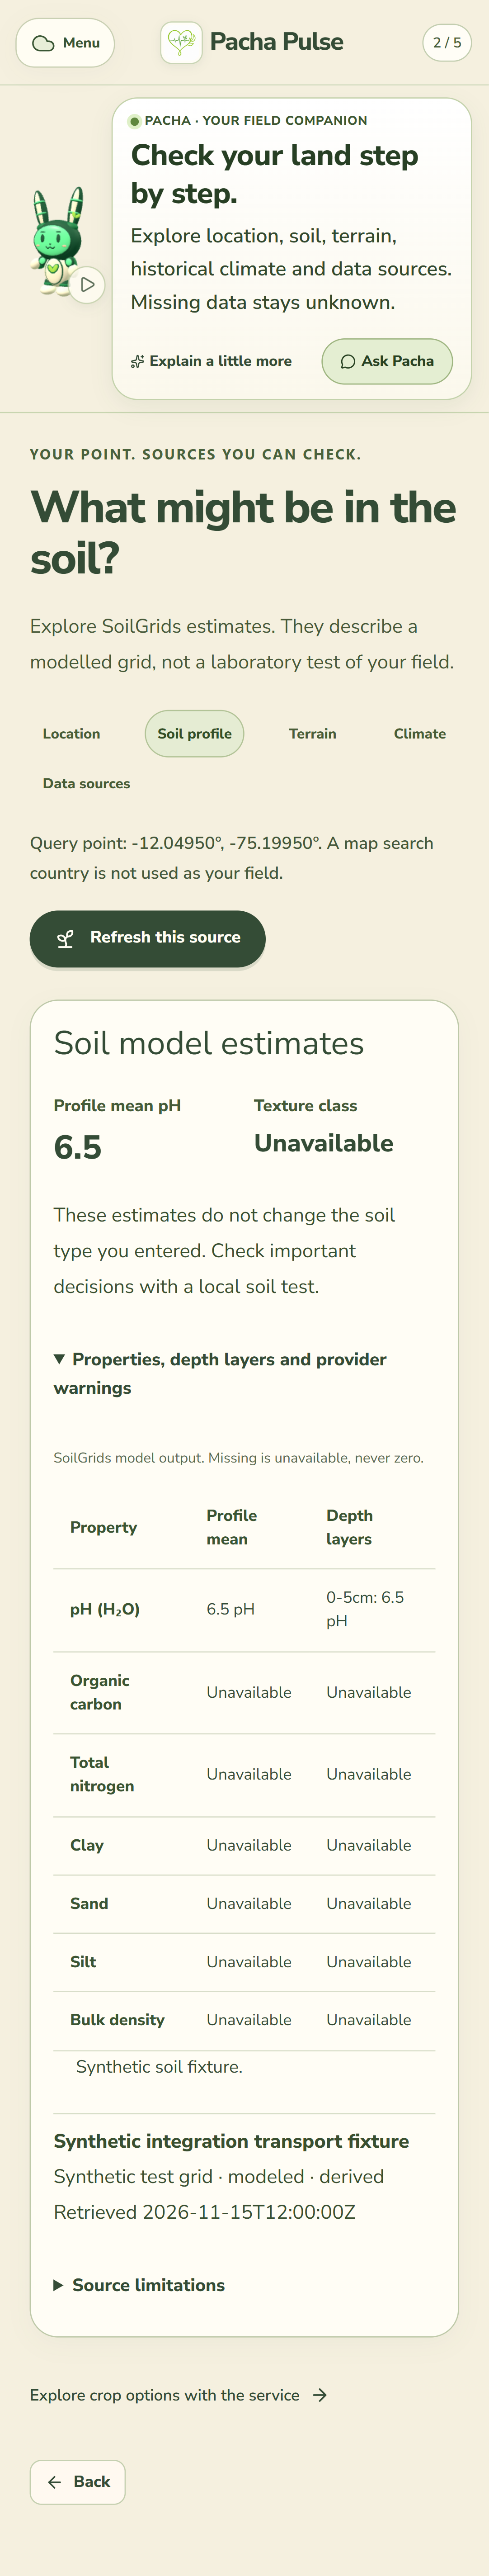 Menu
Pacha Pulse
2 / 5
PACHA · YOUR FIELD COMPANION
Check your land step
by step.
Explore location, soil, terrain,
historical climate and data sources.
Missing data stays unknown.
Explain a little more
Ask Pacha
YOUR POINT. SOURCES YOU CAN CHECK.
What might be in the
soil?
Explore SoilGrids estimates. They describe a
modelled grid, not a laboratory test of your field.
Location
Soil profile
Terrain
Climate
Data sources
Query point: -12.04950°, -75.19950°. A map search
country is not used as your field.
Refresh this source
Soil model estimates
Profile mean pH
6.5
Texture class
Unavailable
These estimates do not change the soil
type you entered. Check important
decisions with a local soil test.
▼ Properties, depth layers and provider
warnings
SoilGrids model output. Missing is unavailable, never zero.
Property
Profile
mean
Depth
layers
pH (H₂O)
6.5 pH
0-5cm: 6.5
pH
Organic
carbon
Unavailable
Unavailable
Total
nitrogen
Unavailable
Unavailable
Clay
Unavailable
Unavailable
Sand
Unavailable
Unavailable
Silt
Unavailable
Unavailable
Bulk density
Unavailable
Unavailable
Synthetic soil fixture.
Synthetic integration transport fixture
Synthetic test grid · modeled · derived
Retrieved 2026-11-15T12:00:00Z
▶ Source limitations
Explore crop options with the service →
← Back